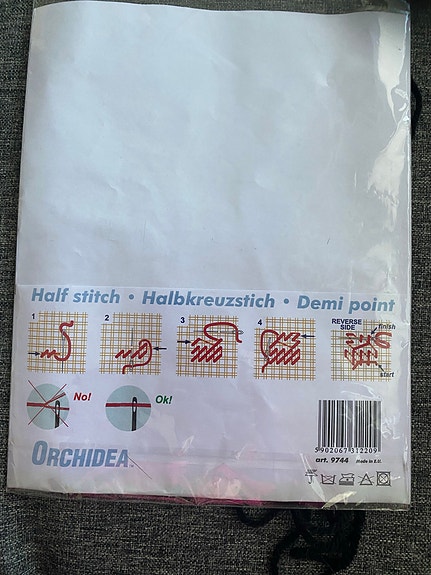 Half stitch • Halbkreuzstich • Demi point
1
2
3
4
REVERSE
SIDE
finish
start
No!
Ok!
ORCHIDEA™
5 902067 312209
art. 9744 Made in E.U.